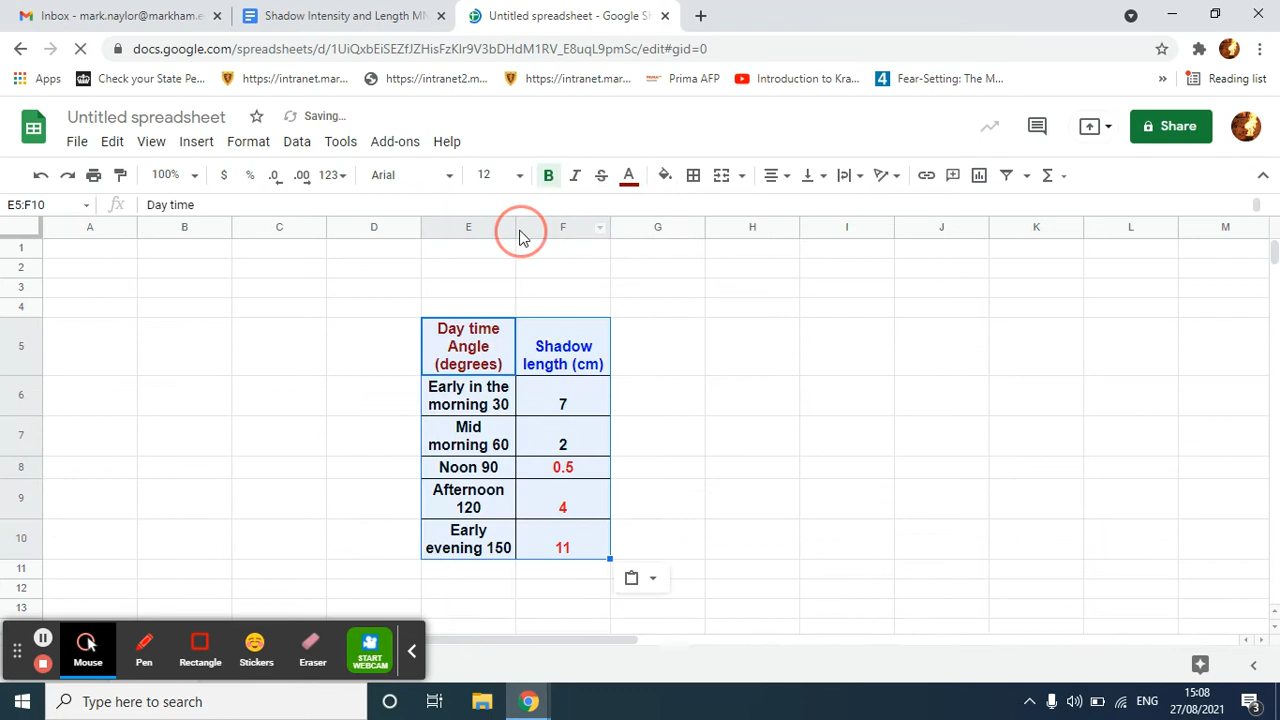 Inbox - mark.naylor@markham.e
Shadow Intensity and Length MN
Untitled spreadsheet - Google Sh
docs.google.com/spreadsheets/d/1UiQxbEiSEZfJZHisFzKlr9V3bDHdM1RV_E8uqL9pmSc/edit#gid=0
Apps
Check your State Pe...
https://intranet.mar...
https://intranet2.m...
https://intranet.mar...
Prima AFP
Introduction to Kra...
Fear-Setting: The M...
»
Reading list
Untitled spreadsheet
Saving...
Share
File Edit View Insert Format Data Tools Add-ons Help
100% $ % .0 .00 123 Arial 12 B I S A Σ
E5:F10 fx Day time
A B C D E F G H I J K L M
1
2
3
4
5
Day time
Angle
(degrees)
Shadow
length (cm)
6
Early in the
morning 30
7
7
Mid
morning 60
2
8 Noon 90 0.5
9
Afternoon
120
4
10
Early
evening 150
11
11
12
13
Mouse Pen Rectangle Stickers Eraser
START
WEBCAM
Type here to search
ENG
15:08
27/08/2021
3